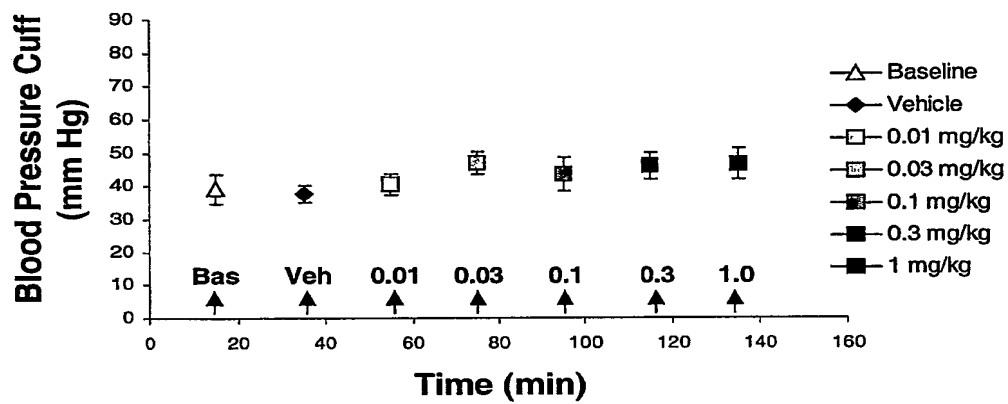 Blood Pressure Cuff
(mm Hg)
90
80
70
60
50
40
30
20
10
0
Bas Veh 0.01 0.03 0.1 0.3 1.0
0 20 40 60 80 100 120 140 160
Time (min)
Baseline
Vehicle
0.01 mg/kg
0.03 mg/kg
0.1 mg/kg
0.3 mg/kg
1 mg/kg